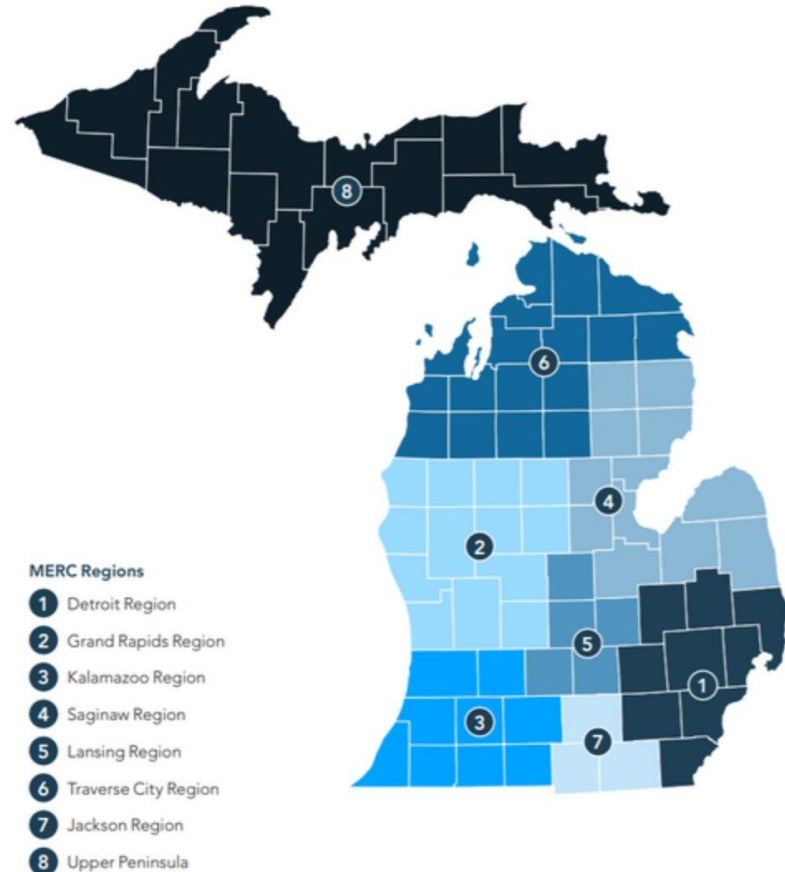 8
6
4
2
5
1
3
7
MERC Regions
1 Detroit Region
2 Grand Rapids Region
3 Kalamazoo Region
4 Saginaw Region
5 Lansing Region
6 Traverse City Region
7 Jackson Region
8 Upper Peninsula